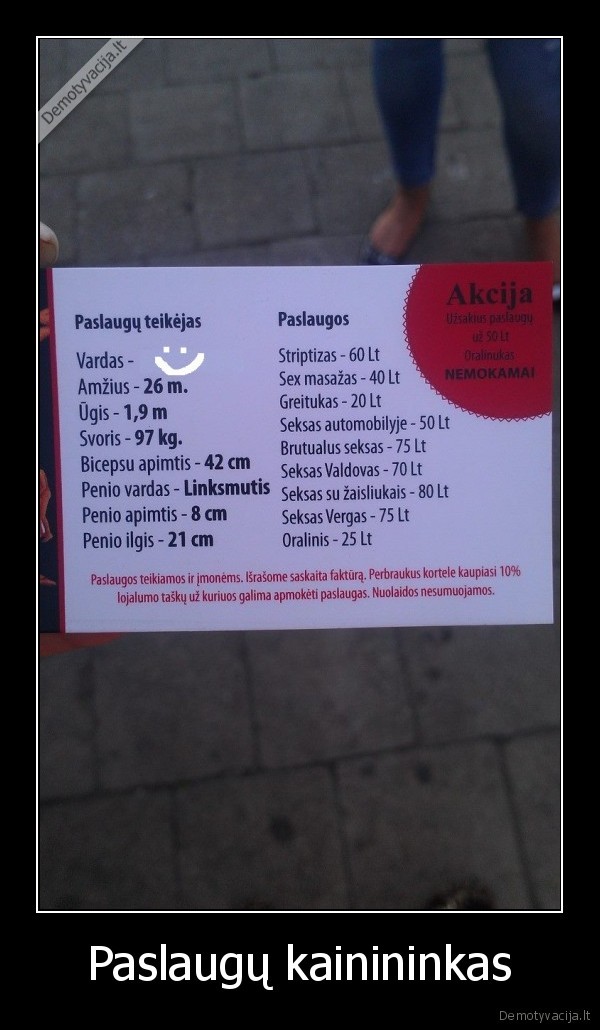 Demotyvacija.lt
Akcija
Užsakius paslaugų
už 50 Lt
Oralinukas
NEMOKAMAI
Paslaugų teikėjas
Vardas -
Amžius - 26 m.
Ūgis - 1,9 m
Svoris - 97 kg.
Bicepsu apimtis - 42 cm
Penio vardas - Linksmutis
Penio apimtis - 8 cm
Penio ilgis - 21 cm
Paslaugos
Striptizas - 60 Lt
Sex masažas - 40 Lt
Greitukas - 20 Lt
Seksas automobilyje - 50 Lt
Brutualus seksas - 75 Lt
Seksas Valdovas - 70 Lt
Seksas su žaisliukais - 80 Lt
Seksas Vergas - 75 Lt
Oralinis - 25 Lt
Paslaugos teikiamos ir įmonėms. Išrašome saskaita faktūrą. Perbraukus kortele kaupiasi 10%
lojalumo taškų už kuriuos galima apmokėti paslaugas. Nuolaidos nesumuojamos.
Paslaugų kainininkas
Demotyvacija.lt